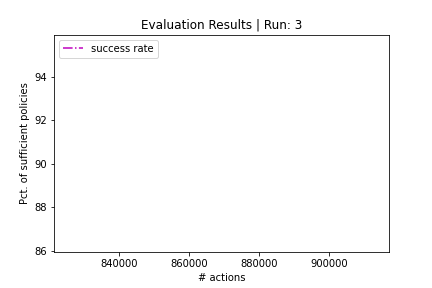 Evaluation Results | Run: 3
success rate
Pct. of sufficient policies
94
92
90
88
86
840000 860000 880000 900000
# actions